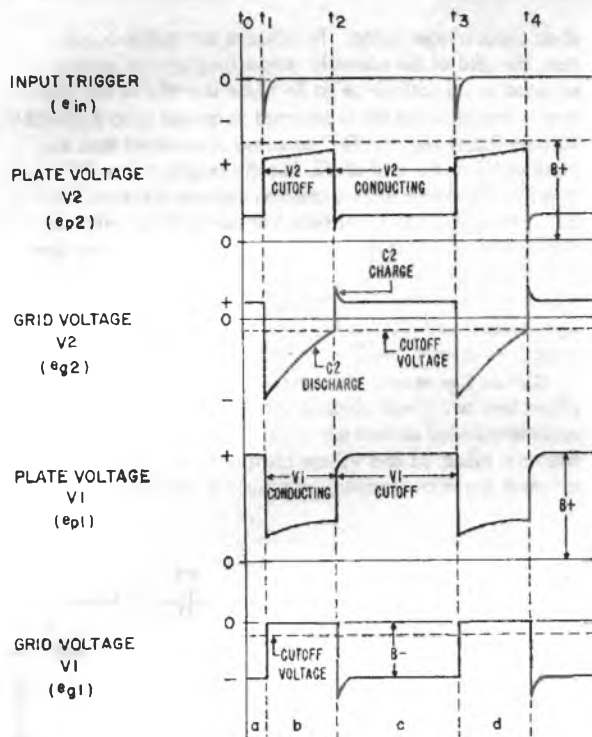 t0 t1 t2 t3 t4
INPUT TRIGGER
(ein)
0
−
PLATE VOLTAGE
V2
(ep2)
+
0
V2
CUTOFF
V2
CONDUCTING
B+
GRID VOLTAGE
V2
(eg2)
+
0
−
C2
CHARGE
CUTOFF
VOLTAGE
C2
DISCHARGE
PLATE VOLTAGE
V1
(ep1)
+
0
V1
CONDUCTING
V1
CUTOFF
B+
GRID VOLTAGE
V1
(eg1)
0
−
CUTOFF
VOLTAGE
B−
a b c d